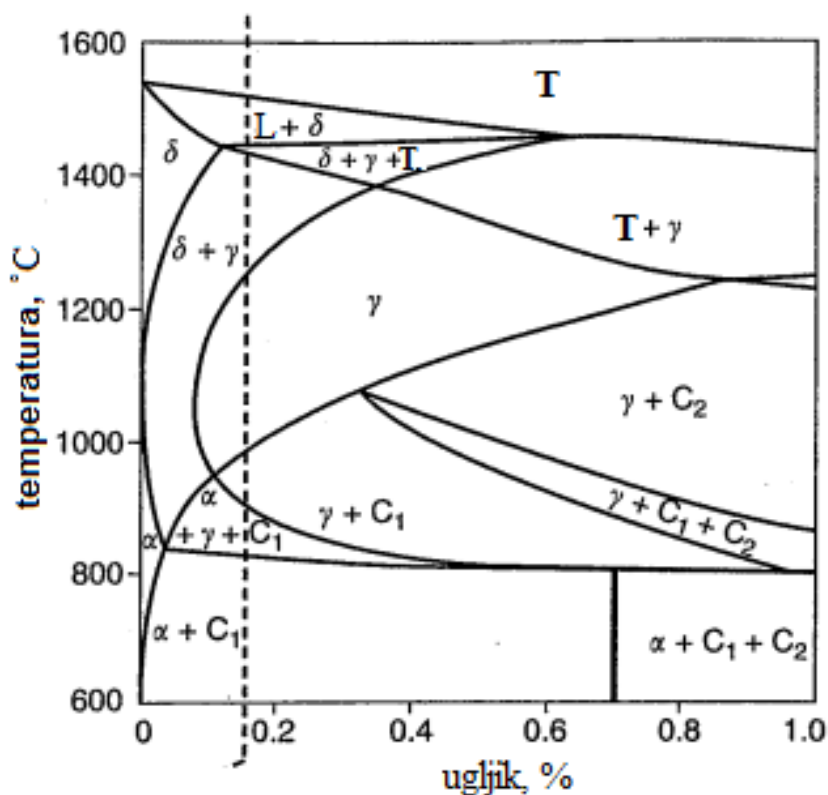 1600
T
L + δ
δ
δ + γ + T
1400
T + γ
δ + γ
γ
1200
γ + C₂
1000
α
γ + C₁
γ + C₁ + C₂
α + γ + C₁
800
α + C₁
α + C₁ + C₂
600
0 0.2 0.4 0.6 0.8 1.0
ugljik, %
temperatura, °C